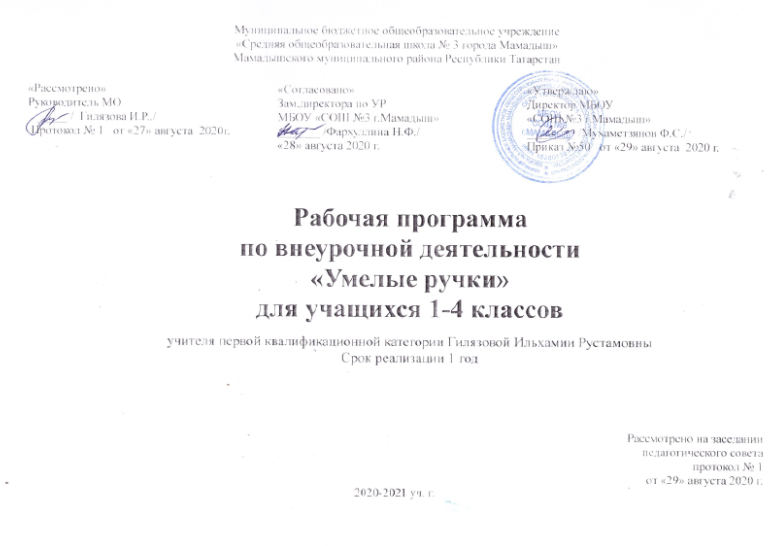 Муниципальное бюджетное общеобразовательное учреждение
«Средняя общеобразовательная школа № 3 города Мамадыш»
Мамадышского муниципального района Республики Татарстан
«Рассмотрено»
Руководитель МО
/ Гилязова И.Р../
Протокол № 1 от «27» августа 2020г.
«Согласовано»
Зам.директора по УР
МБОУ «СОШ №3 г.Мамадыш»
/Фархуллина Н.Ф./
«28» августа 2020 г.
«Утверждаю»
Директор МБОУ
«СОШ №3 г.Мамадыш»
/ Мухаметзянов Ф.С./
Приказ №50 от «29» августа 2020 г.
Рабочая программа
по внеурочной деятельности
«Умелые ручки»
для учащихся 1-4 классов
учителя первой квалификационной категории Гилязовой Ильхамии Рустамовны
Срок реализации 1 год
Рассмотрено на заседании
педагогического совета
протокол № 1
от «29» августа 2020 г.
2020-2021 уч. г.